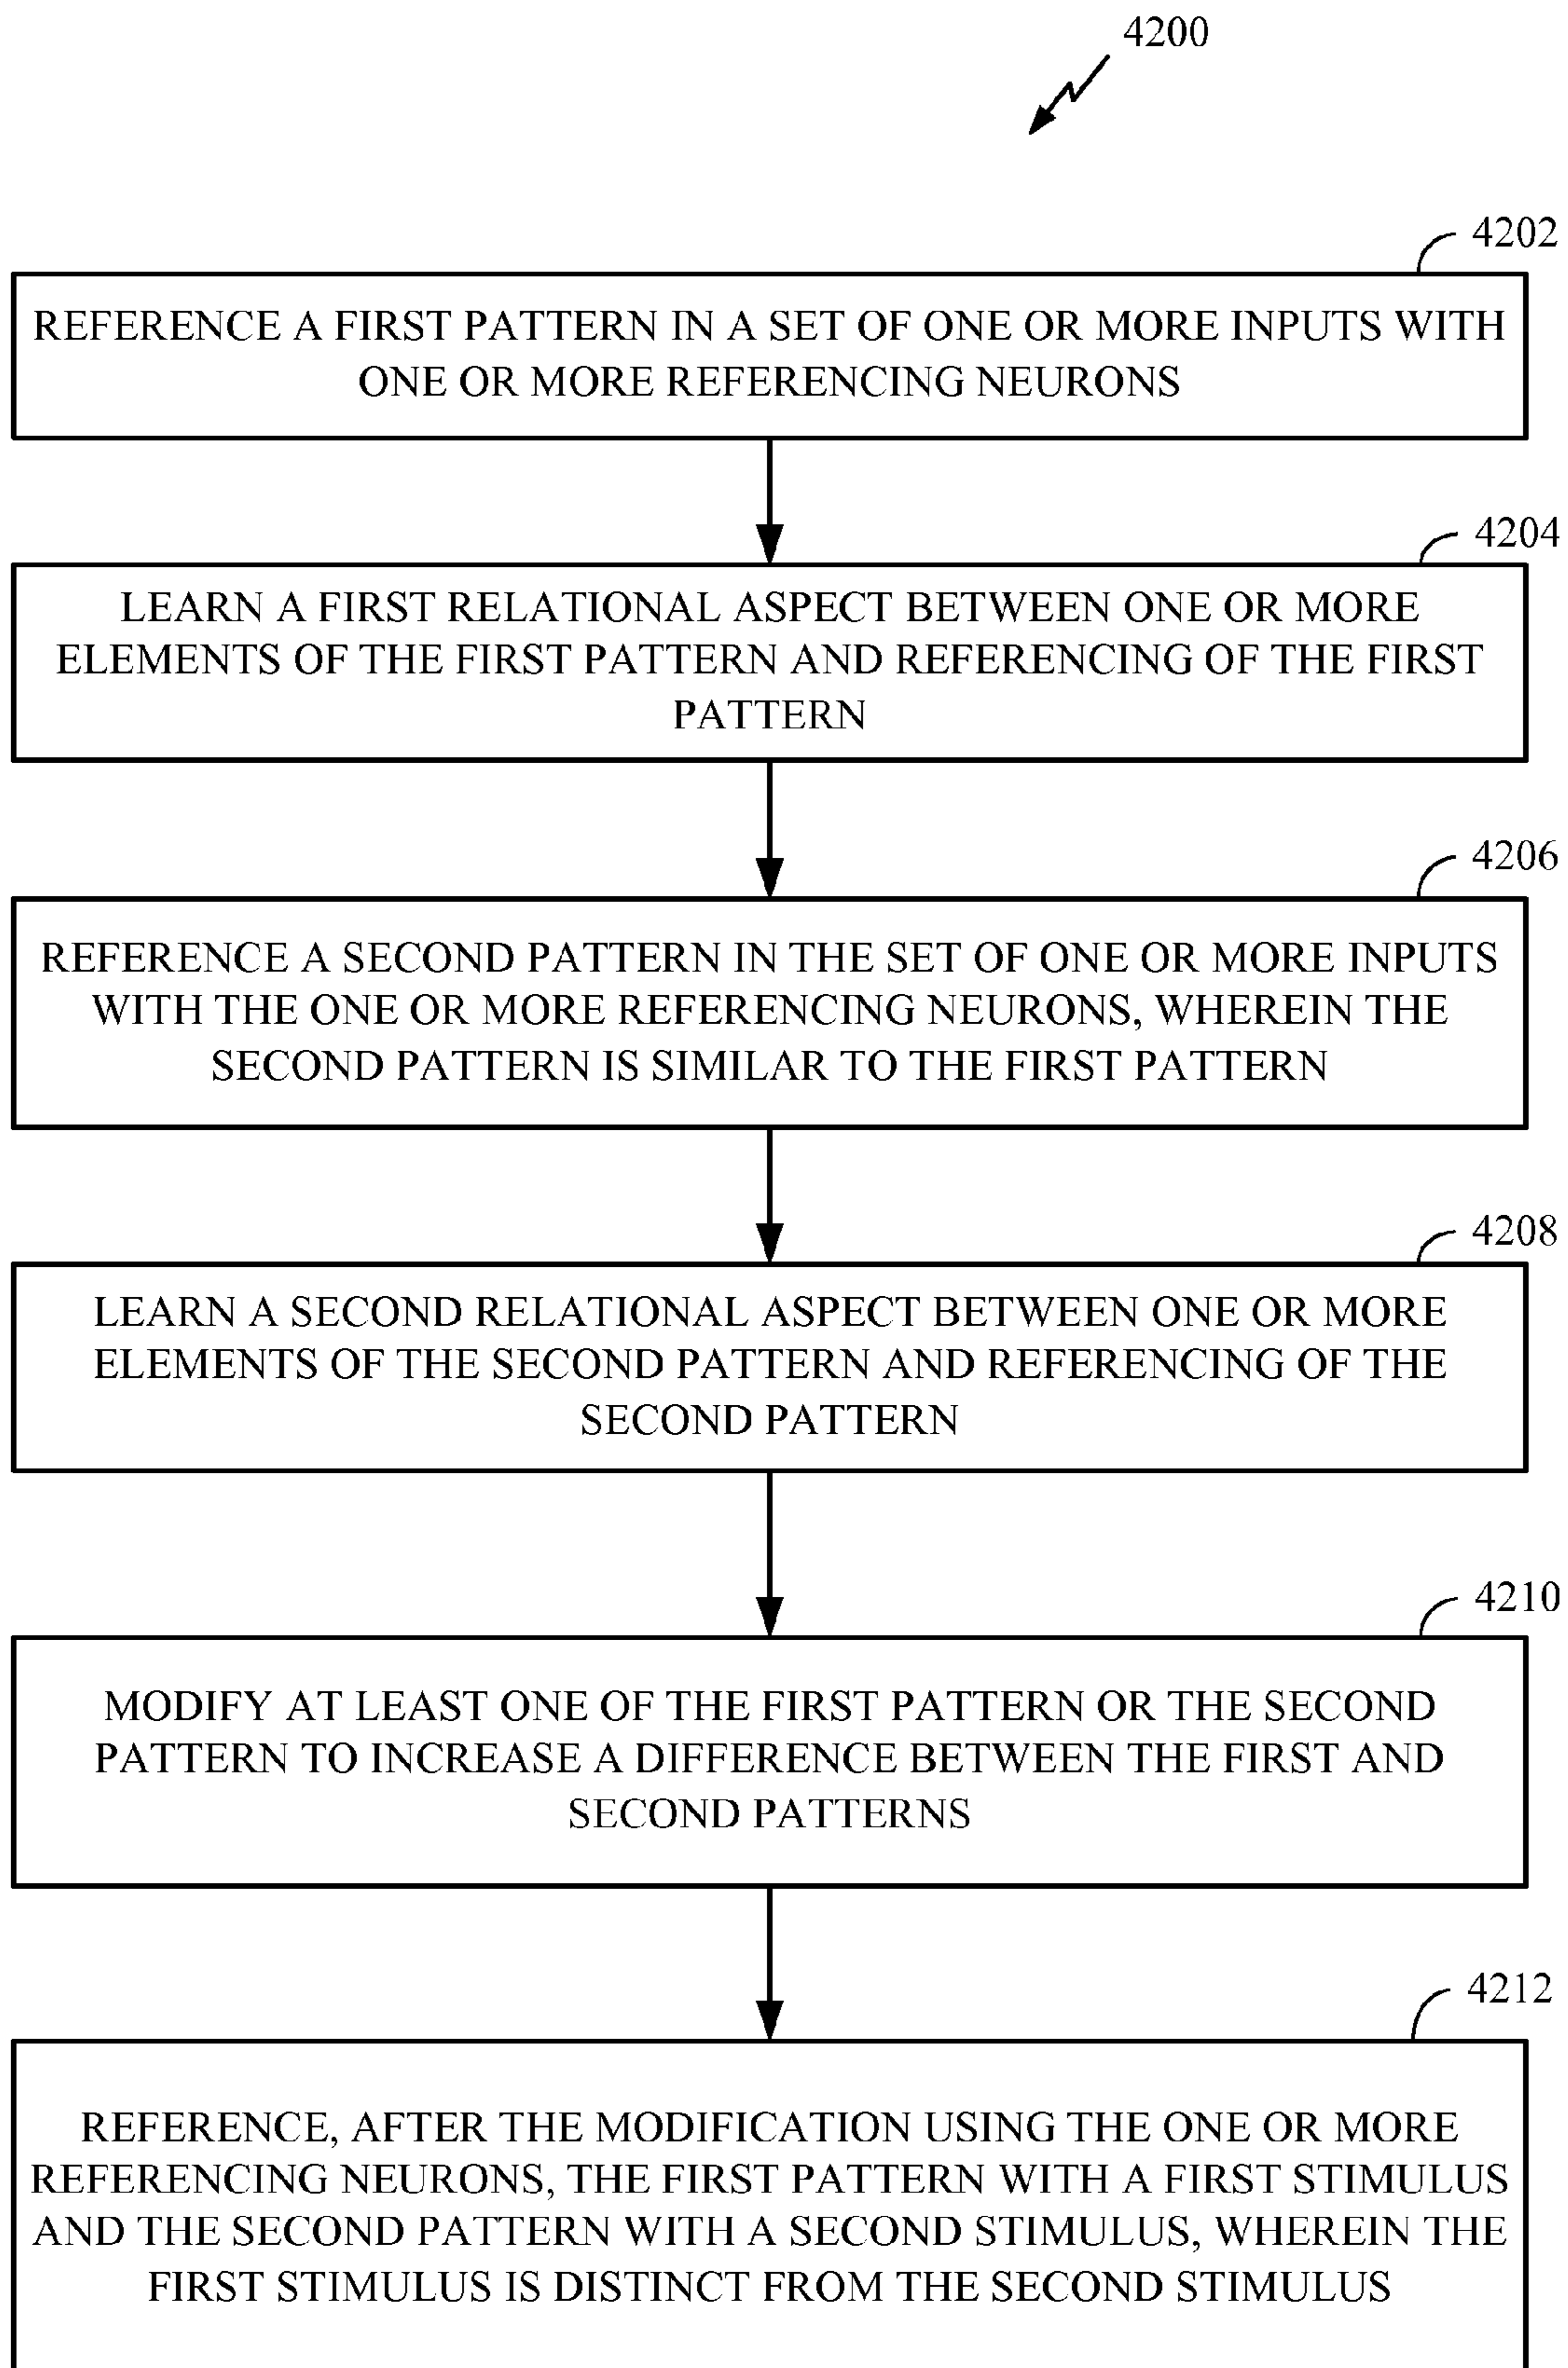 4200
4202
REFERENCE A FIRST PATTERN IN A SET OF ONE OR MORE INPUTS WITH
ONE OR MORE REFERENCING NEURONS
4204
LEARN A FIRST RELATIONAL ASPECT BETWEEN ONE OR MORE
ELEMENTS OF THE FIRST PATTERN AND REFERENCING OF THE FIRST
PATTERN
4206
REFERENCE A SECOND PATTERN IN THE SET OF ONE OR MORE INPUTS
WITH THE ONE OR MORE REFERENCING NEURONS, WHEREIN THE
SECOND PATTERN IS SIMILAR TO THE FIRST PATTERN
4208
LEARN A SECOND RELATIONAL ASPECT BETWEEN ONE OR MORE
ELEMENTS OF THE SECOND PATTERN AND REFERENCING OF THE
SECOND PATTERN
4210
MODIFY AT LEAST ONE OF THE FIRST PATTERN OR THE SECOND
PATTERN TO INCREASE A DIFFERENCE BETWEEN THE FIRST AND
SECOND PATTERNS
4212
REFERENCE, AFTER THE MODIFICATION USING THE ONE OR MORE
REFERENCING NEURONS, THE FIRST PATTERN WITH A FIRST STIMULUS
AND THE SECOND PATTERN WITH A SECOND STIMULUS, WHEREIN THE
FIRST STIMULUS IS DISTINCT FROM THE SECOND STIMULUS